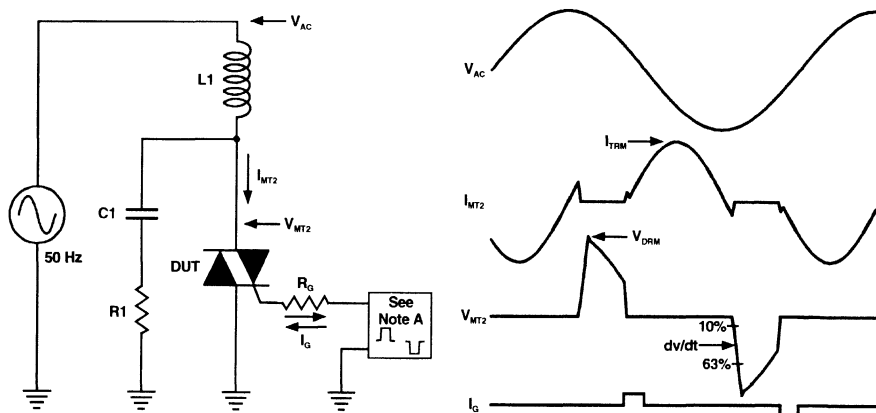 V_AC
L1
I_MT2
C1
V_MT2
50 Hz
DUT
R_G
R1
I_G
See
Note A
V_AC
I_TRM
I_MT2
V_DRM
V_MT2
10%
dv/dt
63%
I_G